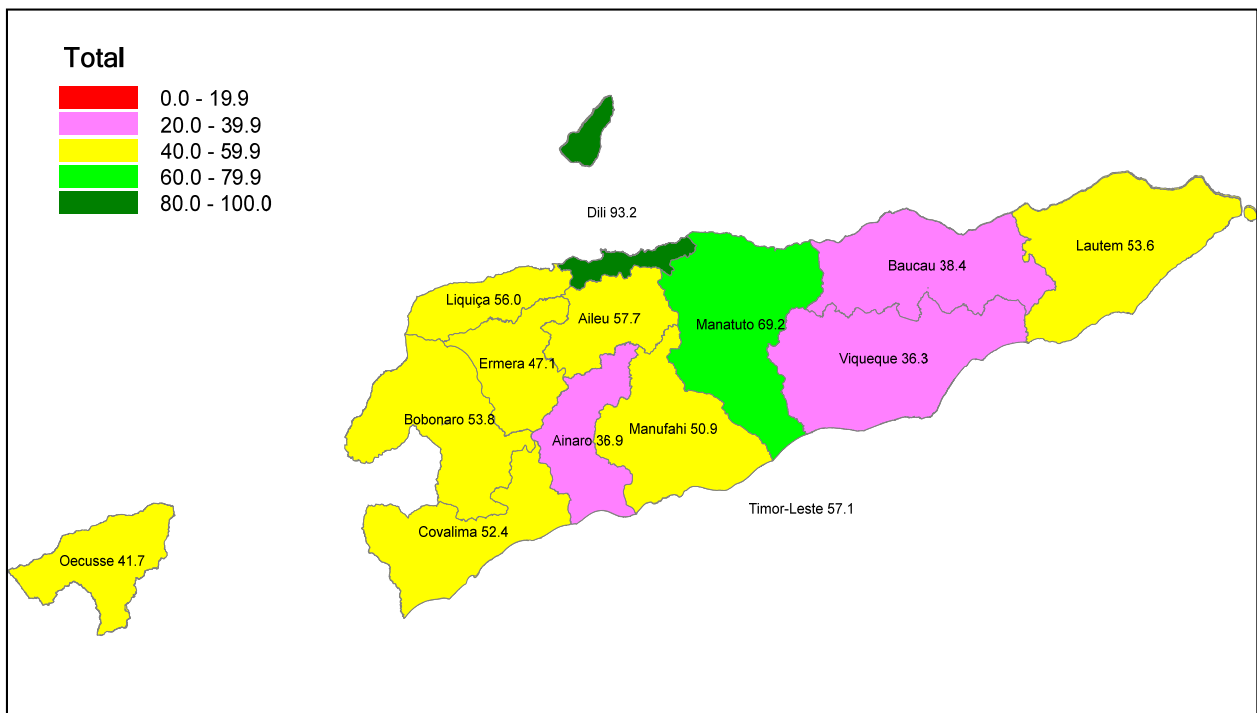 Total
0.0 - 19.9
20.0 - 39.9
40.0 - 59.9
60.0 - 79.9
80.0 - 100.0
Dili 93.2
Lautem 53.6
Baucau 38.4
Liquiça 56.0
Aileu 57.7
Manatuto 69.2
Ermera 47.1
Viqueque 36.3
Bobonaro 53.8
Manufahi 50.9
Ainaro 36.9
Timor-Leste 57.1
Covalima 52.4
Oecusse 41.7